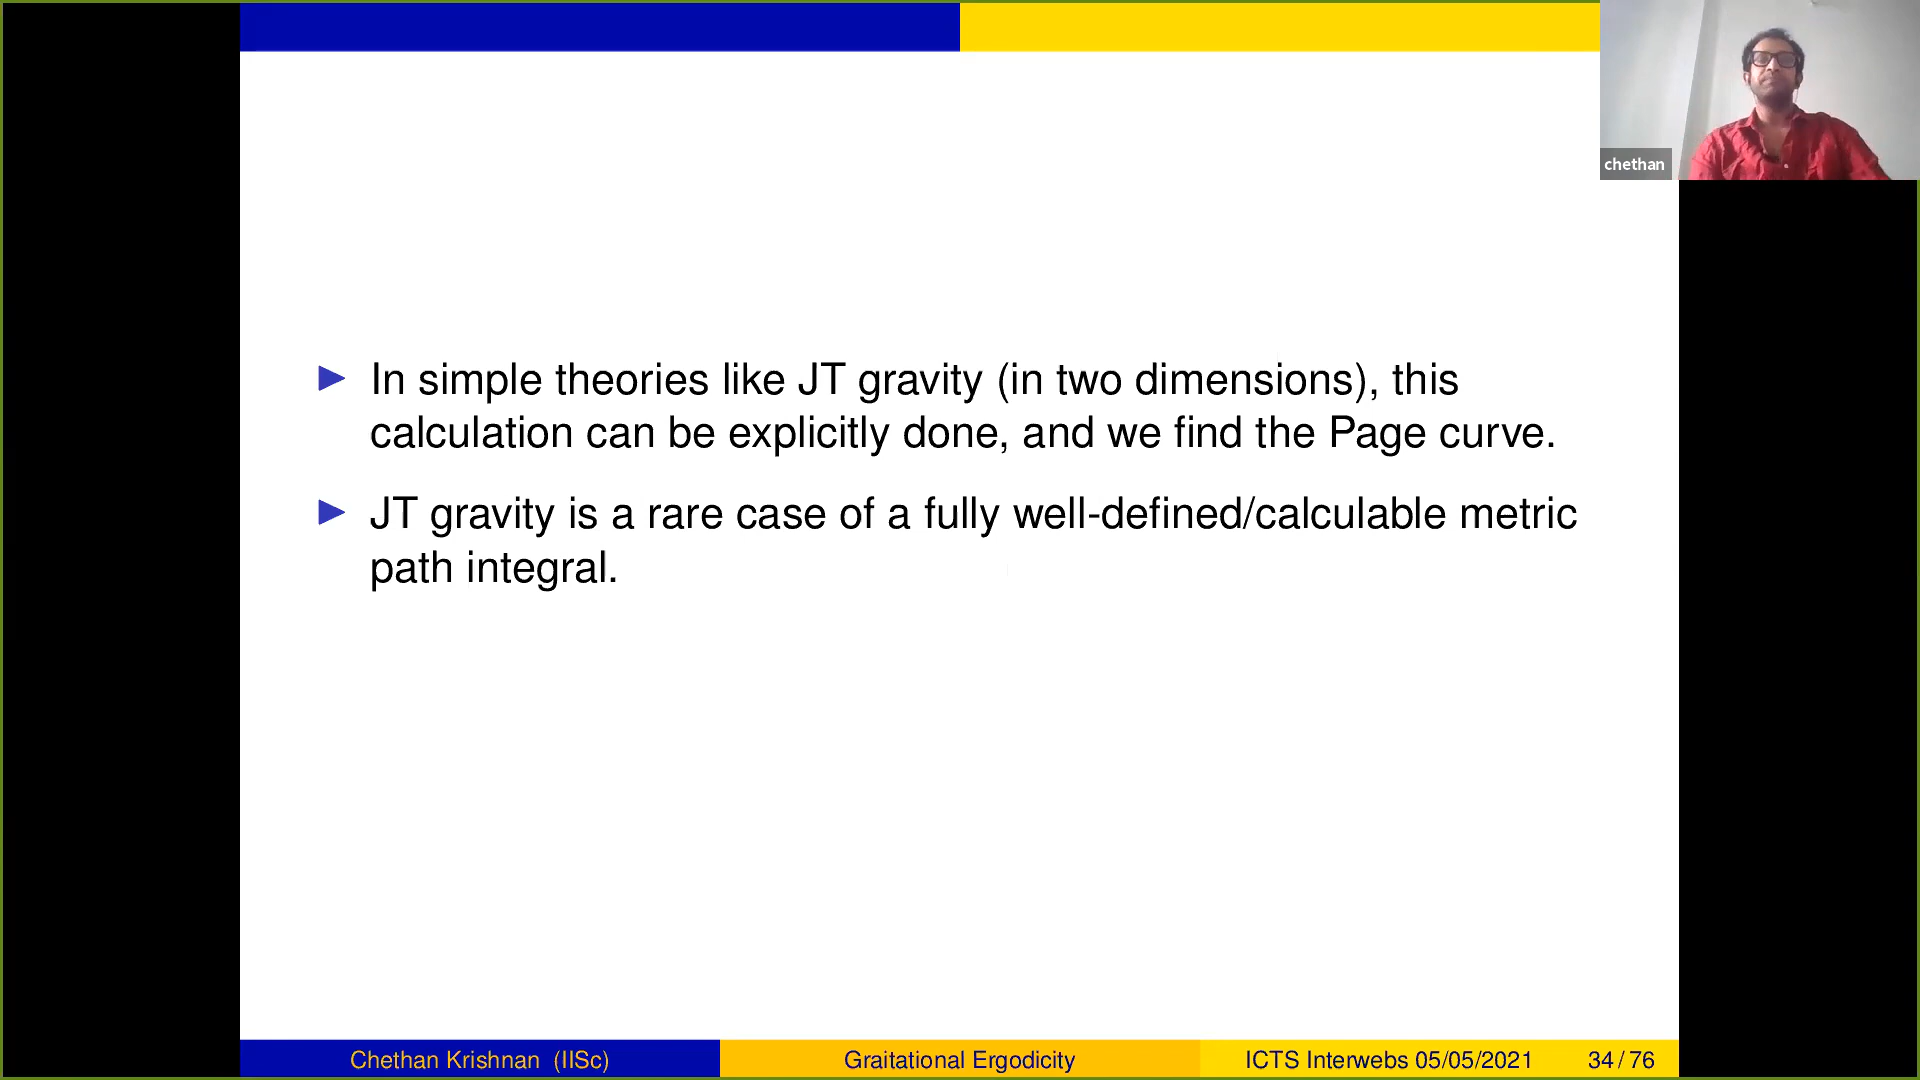 chethan
In simple theories like JT gravity (in two dimensions), this
calculation can be explicitly done, and we find the Page curve.
JT gravity is a rare case of a fully well-defined/calculable metric
path integral.
Chethan Krishnan (IISc)
Graitational Ergodicity
ICTS Interwebs 05/05/2021
34 / 76